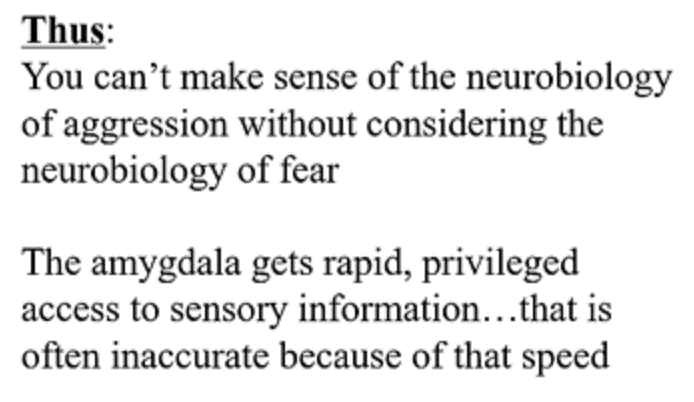 Thus:
You can’t make sense of the neurobiology
of aggression without considering the
neurobiology of fear
The amygdala gets rapid, privileged
access to sensory information…that is
often inaccurate because of that speed